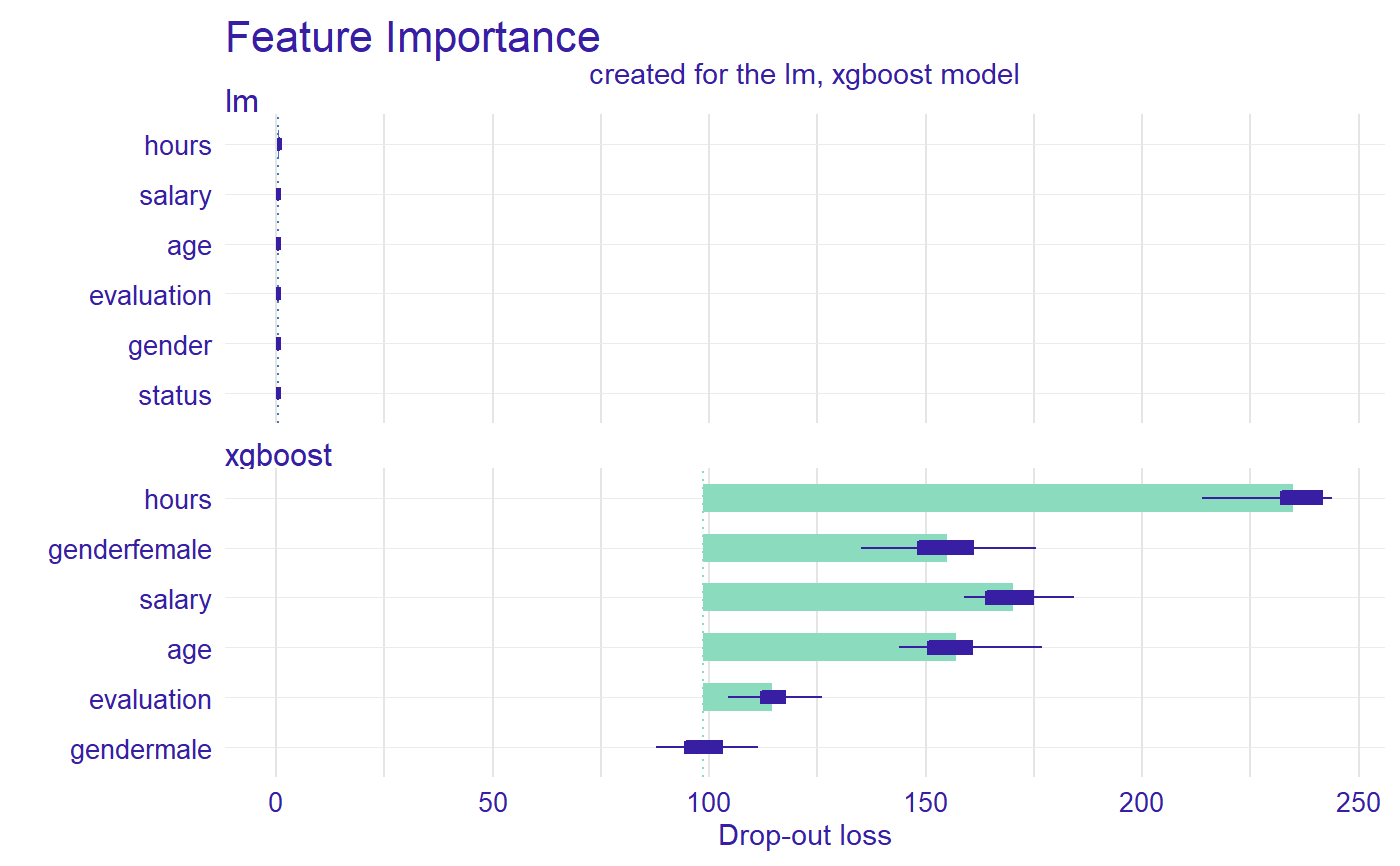 Feature Importance
created for the lm, xgboost model
lm
hours
salary
age
evaluation
gender
status
xgboost
hours
genderfemale
salary
age
evaluation
gendermale
0 50 100 150 200 250
Drop-out loss